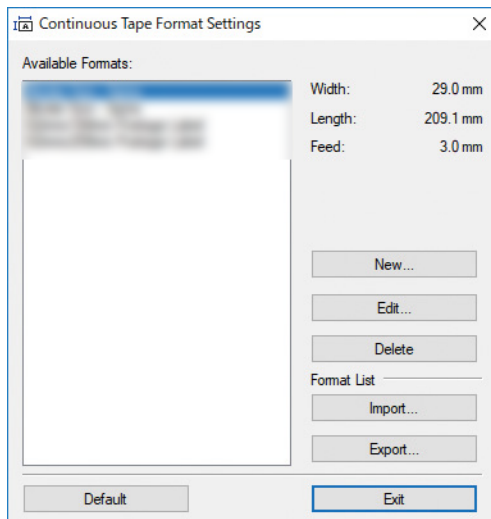 Continuous Tape Format Settings
Available Formats:
Width: 29.0 mm
Length: 209.1 mm
Feed: 3.0 mm
New...
Edit...
Delete
Format List
Import...
Export...
Default
Exit